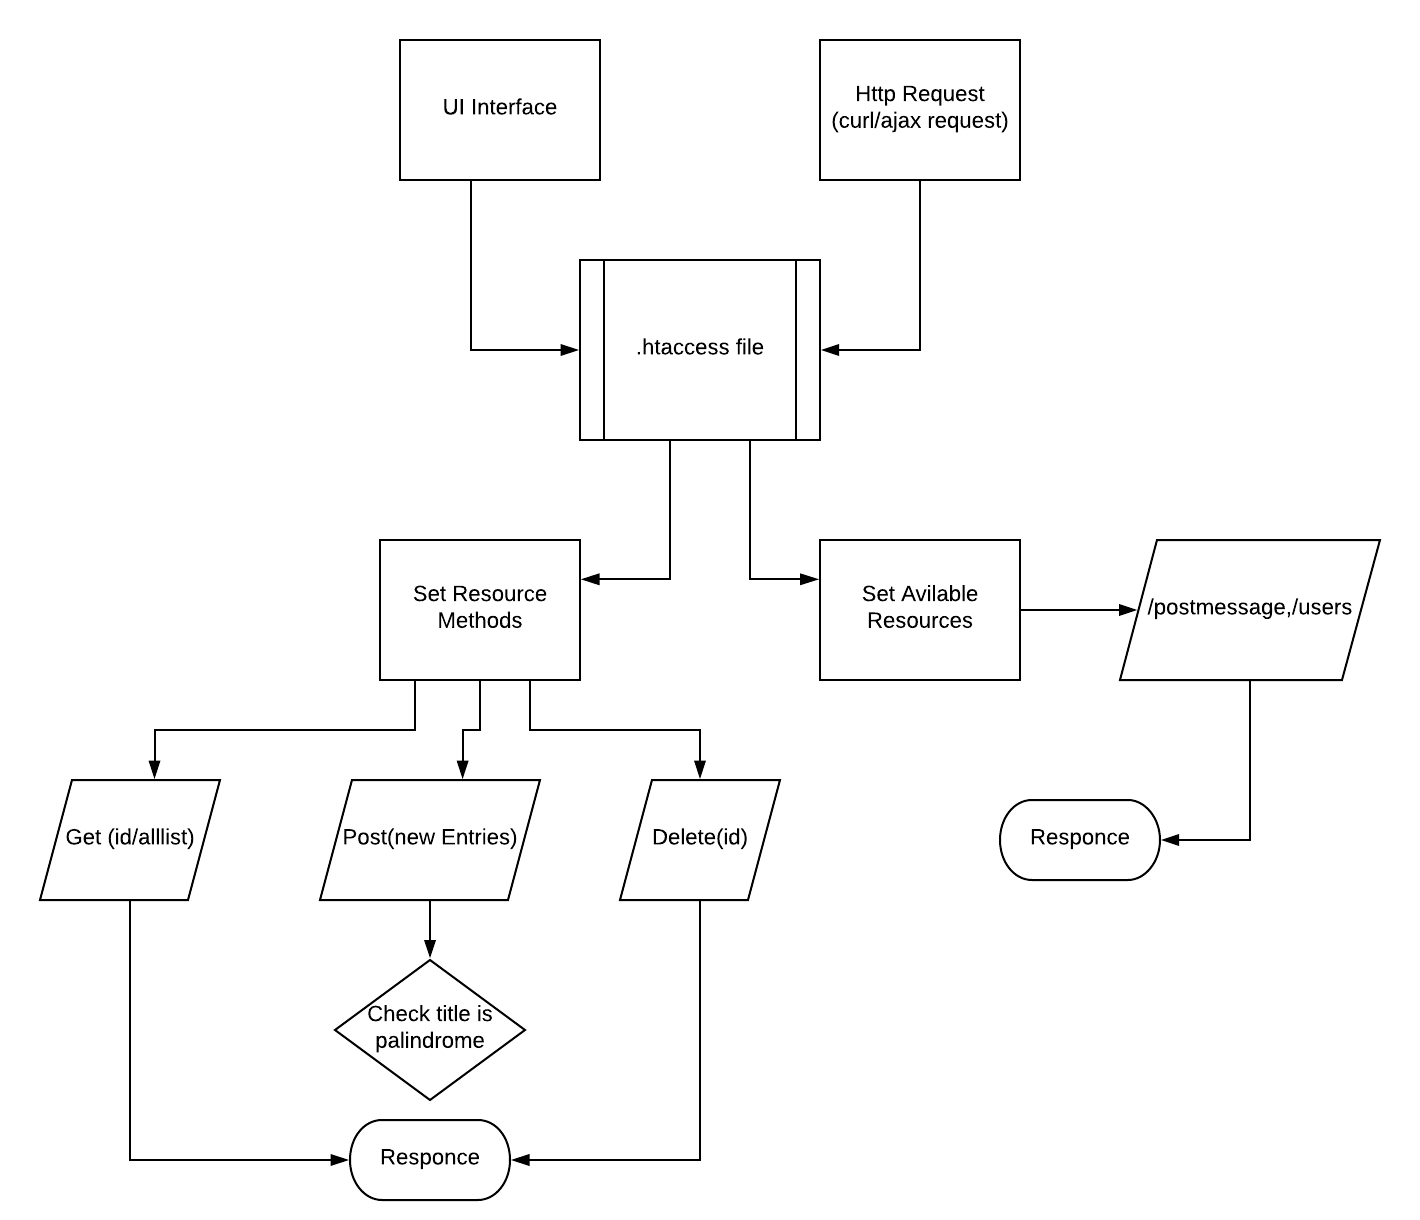 UI Interface
Http Request
(curl/ajax request)
.htaccess file
Set Resource
Methods
Set Avilable
Resources
/postmessage,/users
Get (id/alllist)
Post(new Entries)
Delete(id)
Responce
Check title is
palindrome
Responce